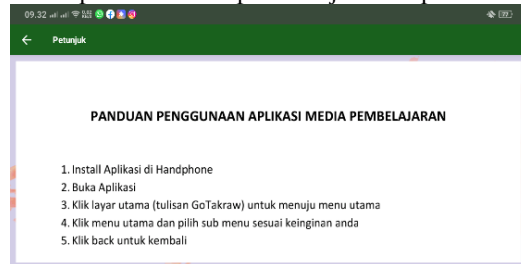 09.32
Petunjuk
PANDUAN PENGGUNAAN APLIKASI MEDIA PEMBELAJARAN
1. Install Aplikasi di Handphone
2. Buka Aplikasi
3. Klik layar utama (tulisan GoTakraw) untuk menuju menu utama
4. Klik menu utama dan pilih sub menu sesuai keinginan anda
5. Klik back untuk kembali